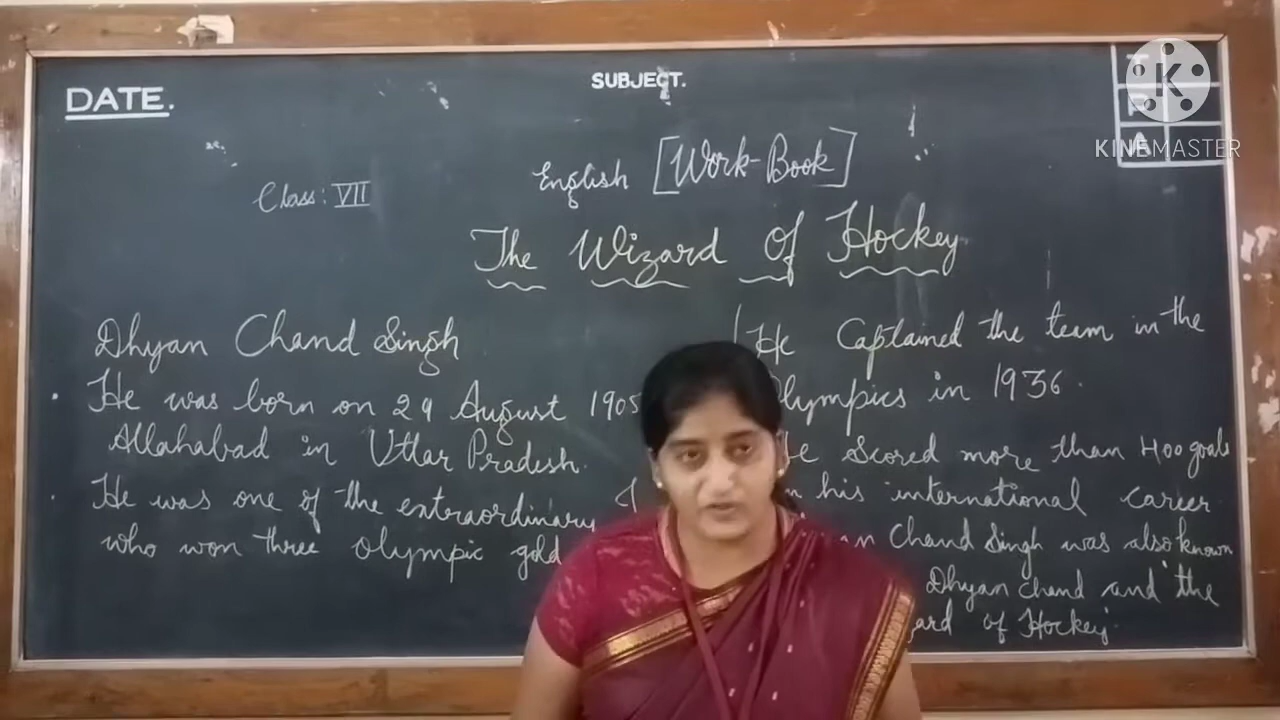 DATE.
SUBJECT.
T
P
A
K
KINEMASTER
English [Work-Book]
Class: VII
The Wizard Of Hockey
Dhyan Chand Singh
He was born on 29 August 1905
Allahabad in Uttar Pradesh.
He was one of the extraordinary
who won three olympic gold
He Captained the team in the
Olympics in 1936.
He Scored more than 400 goals
in his international career
Chand Singh was also known
Dhyan chand and the
of Hockey